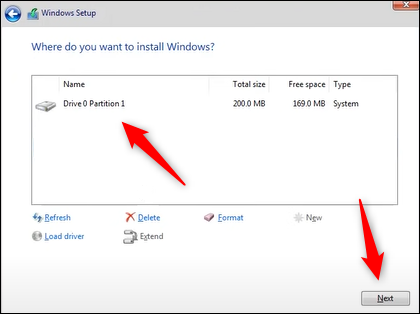 Windows Setup
Where do you want to install Windows?
Name Total size Free space Type
Drive 0 Partition 1 200.0 MB 169.0 MB System
Refresh Delete Format New
Load driver Extend
Next